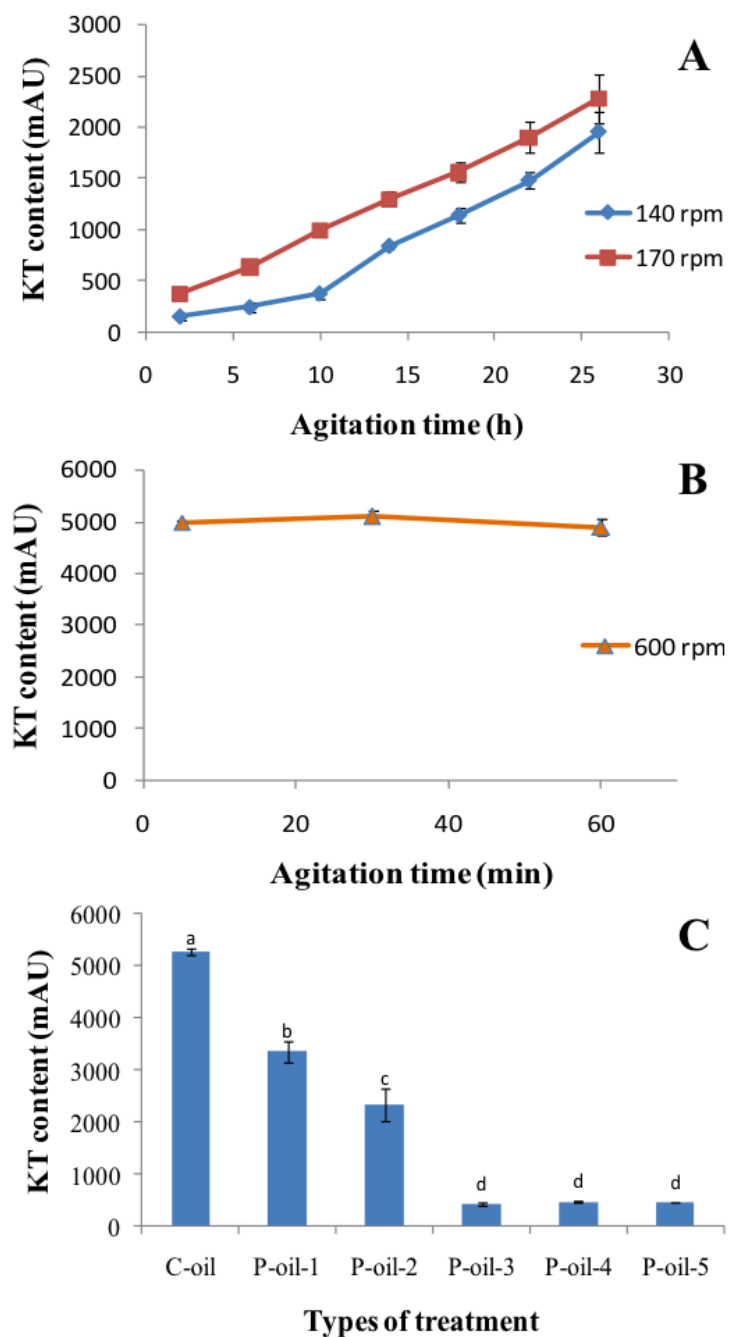 A
KT content (mAU)
3000
2500
2000
1500
1000
500
0
140 rpm
170 rpm
0 5 10 15 20 25 30
Agitation time (h)
B
KT content (mAU)
6000
5000
4000
3000
2000
1000
0
600 rpm
0 20 40 60
Agitation time (min)
C
KT content (mAU)
6000
5000
4000
3000
2000
1000
0
a
b
c
d d d
C-oil P-oil-1 P-oil-2 P-oil-3 P-oil-4 P-oil-5
Types of treatment